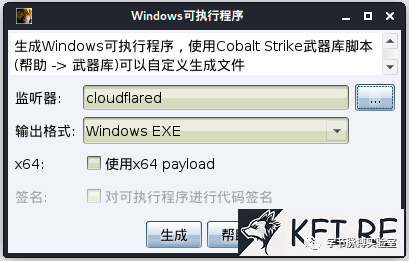 Windows可执行程序
生成Windows可执行程序，使用Cobalt Strike武器库脚本
(帮助 -> 武器库)可以自定义生成文件
监听器: cloudflared ...
输出格式: Windows EXE
x64: 使用x64 payload
签名: 对可执行程序进行代码签名
生成 帮
KET.RE
字节脉搏实验室